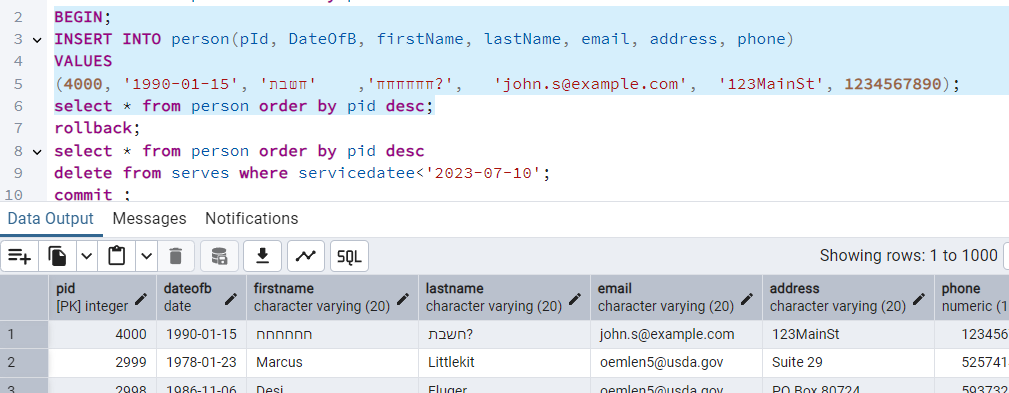 2 BEGIN;
3 INSERT INTO person(pId, DateOfB, firstName, lastName, email, address, phone)
4 VALUES
5 (4000, '1990-01-15', 'חחחחחחח'    ,'חשבת?',    'john.s@example.com',   '123MainSt', 1234567890);
6 select * from person order by pid desc;
7 rollback;
8 select * from person order by pid desc
9 delete from serves where servicedatee<'2023-07-10';
10 commit ;
Data Output Messages Notifications
SQL Showing rows: 1 to 1000
pid dateofb firstname lastname email address phone
[PK] integer date character varying (20) character varying (20) character varying (20) character varying (20) numeric (1
1 4000 1990-01-15 חחחחחחח חשבת? john.s@example.com 123MainSt 123456
2 2999 1978-01-23 Marcus Littlekit oemlen5@usda.gov Suite 29 525741
3 2998 1986-11-06 Desi Fluger oemlen5@usda.gov PO Box 80724 593732